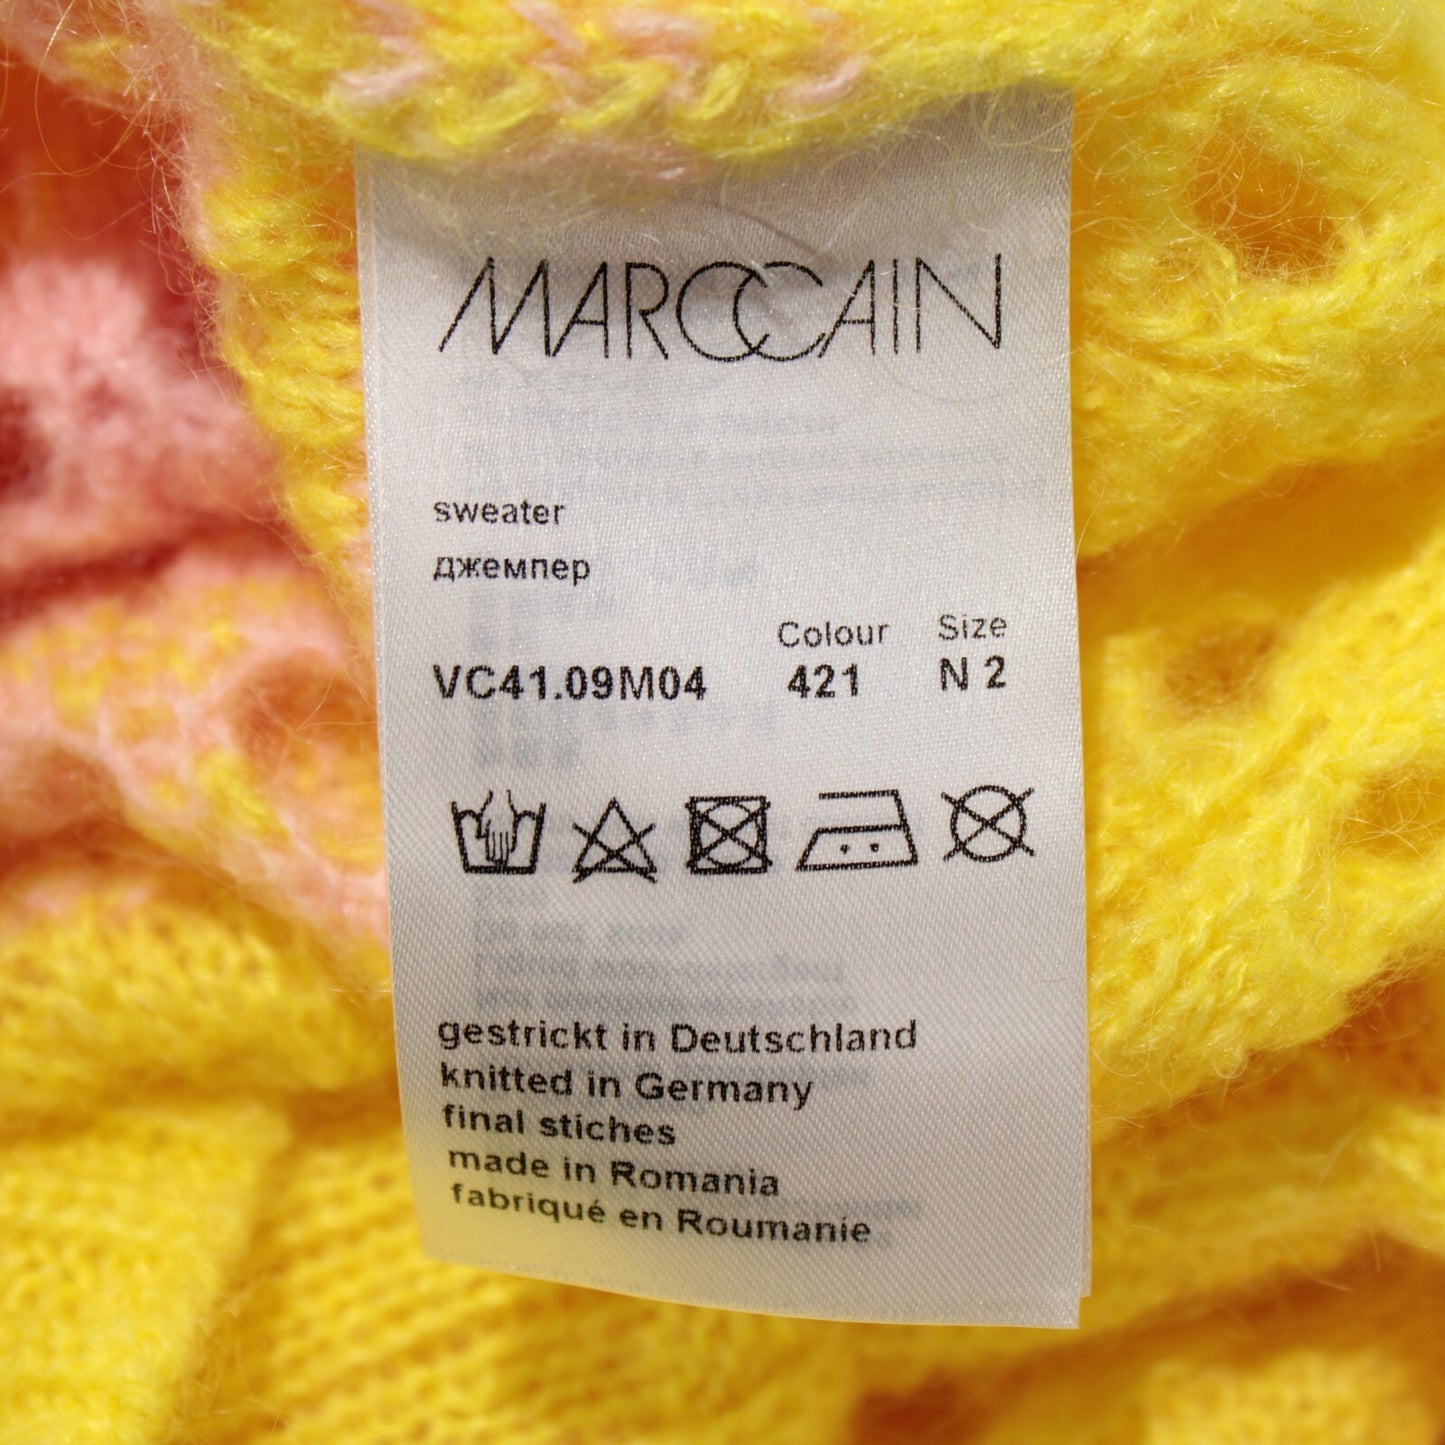 MARCCAIN
sweater
джемпер
Colour Size
VC41.09M04 421 N 2
gestrickt in Deutschland
knitted in Germany
final stiches
made in Romania
fabriqué en Roumanie